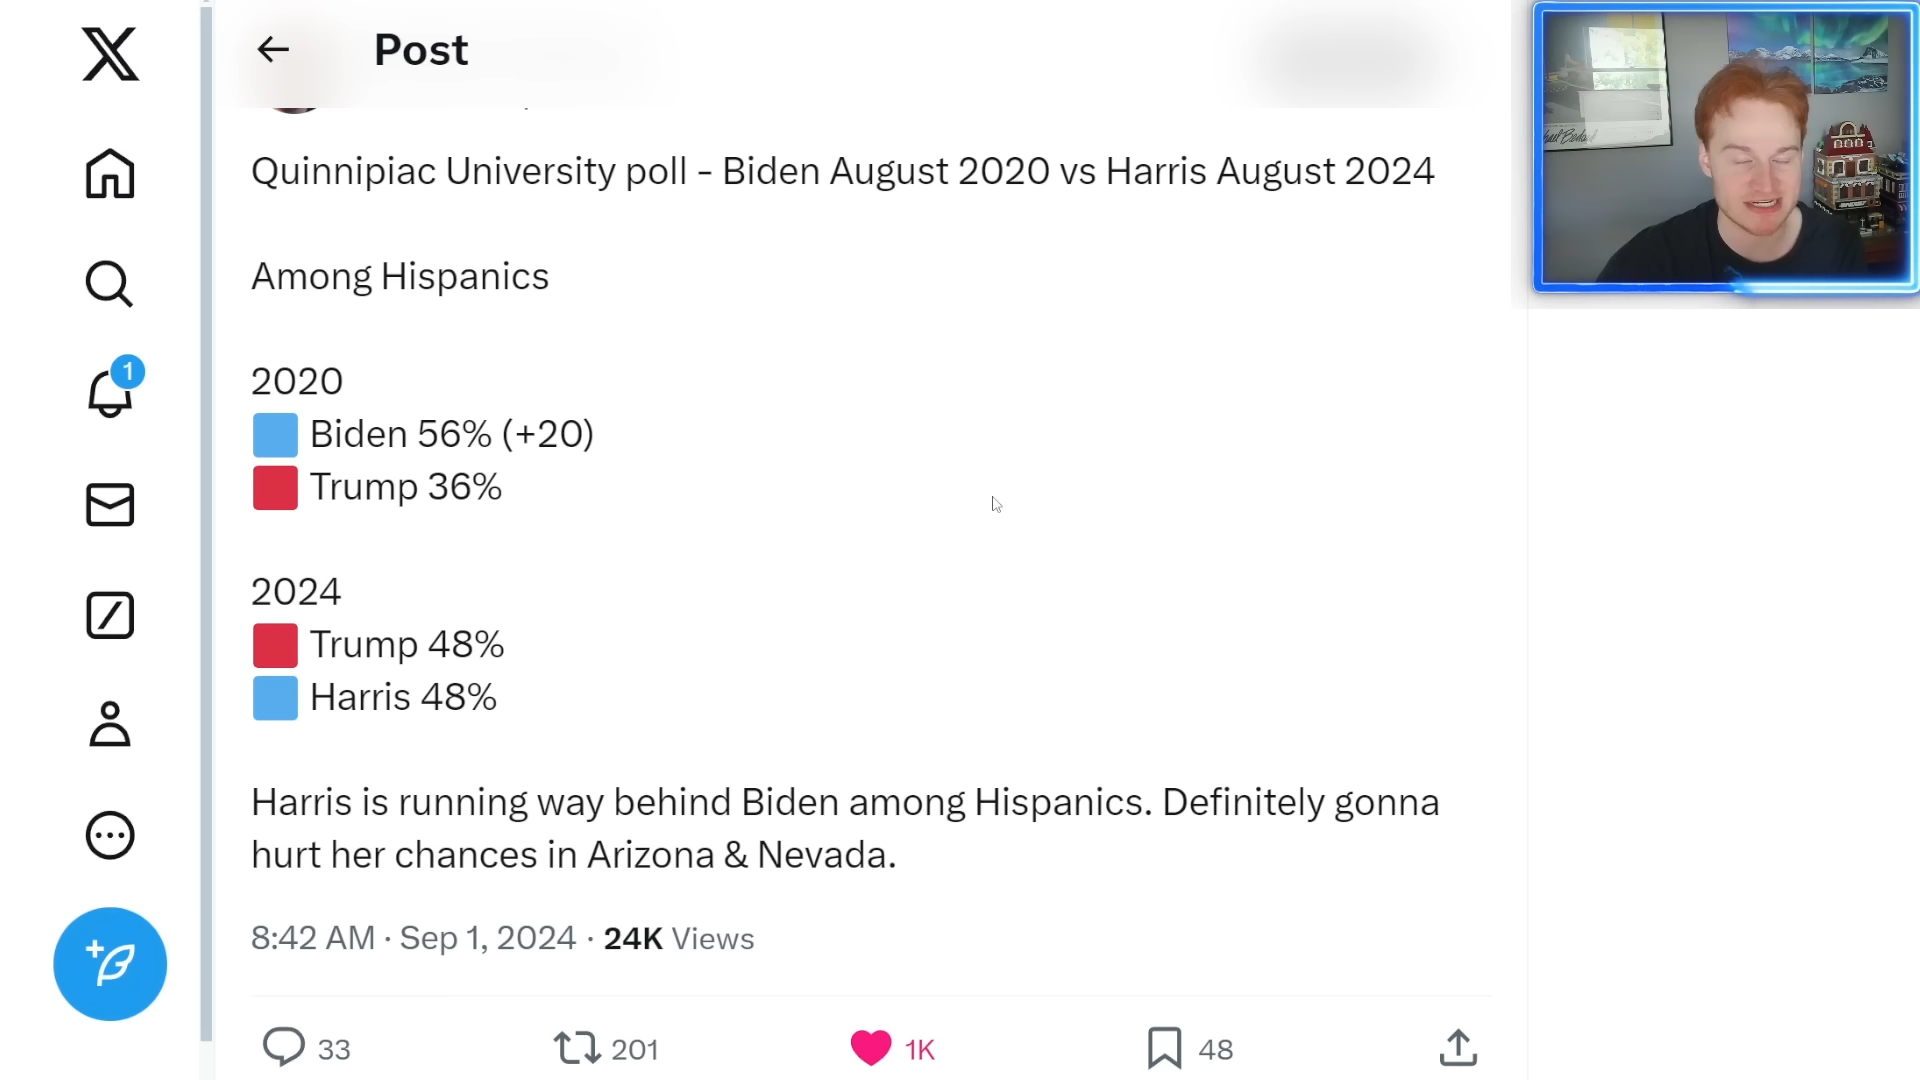 Post
Quinnipiac University poll - Biden August 2020 vs Harris August 2024
Among Hispanics
2020
Biden 56% (+20)
Trump 36%
2024
Trump 48%
Harris 48%
Harris is running way behind Biden among Hispanics. Definitely gonna
hurt her chances in Arizona & Nevada.
8:42 AM · Sep 1, 2024 · 24K Views
33 201 1K 48
1